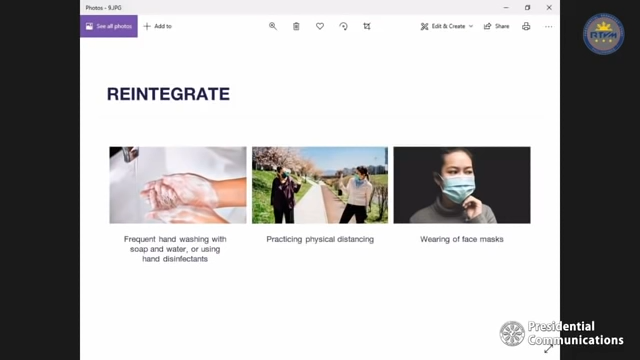 Photos - 9.JPG
See all photos
Add to
Edit & Create
Share
RTVM
REINTEGRATE
Frequent hand washing with
soap and water, or using
hand disinfectants
Practicing physical distancing
Wearing of face masks
Presidential
Communications